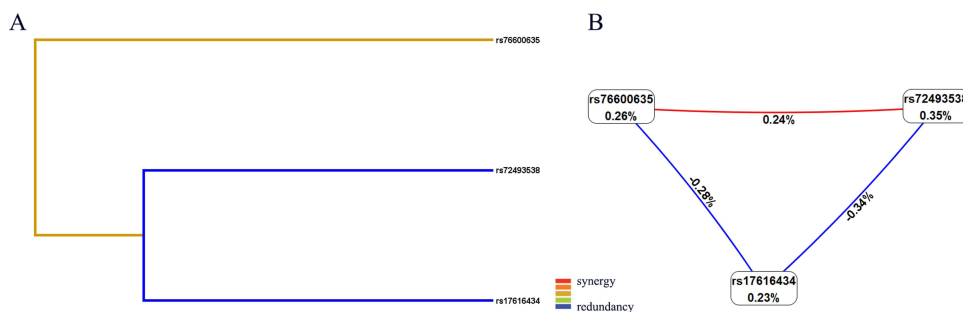 A
rs76600635
rs72493538
rs17616434
synergy
redundancy
B
rs76600635
0.26%
rs72493538
0.35%
0.24%
-0.28%
-0.34%
rs17616434
0.23%